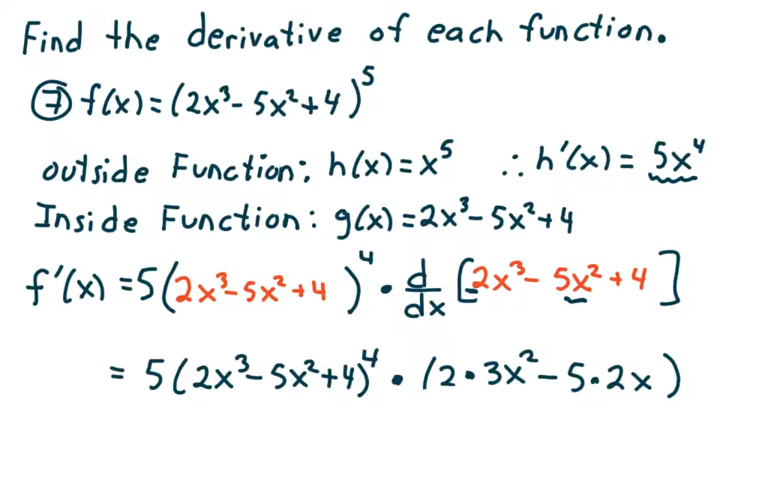 Find the derivative of each function.
⑦ f(x) = (2x³ - 5x² + 4)⁵
outside Function: h(x) = x⁵ ∴ h'(x) = 5x⁴
Inside Function: g(x) = 2x³ - 5x² + 4
f'(x) = 5(2x³ - 5x² + 4)⁴ • d/dx [2x³ - 5x² + 4]
= 5(2x³ - 5x² + 4)⁴ • (2 • 3x² - 5 • 2x)